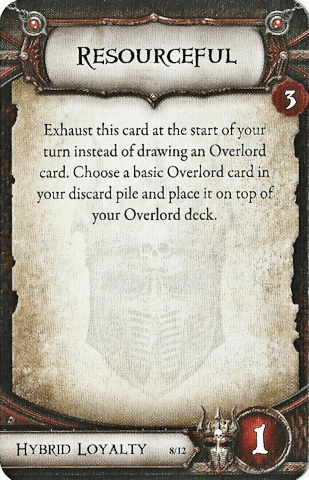 RESOURCEFUL
3
Exhaust this card at the start of your
turn instead of drawing an Overlord
card. Choose a basic Overlord card in
your discard pile and place it on top of
your Overlord deck.
HYBRID LOYALTY 8/12
1